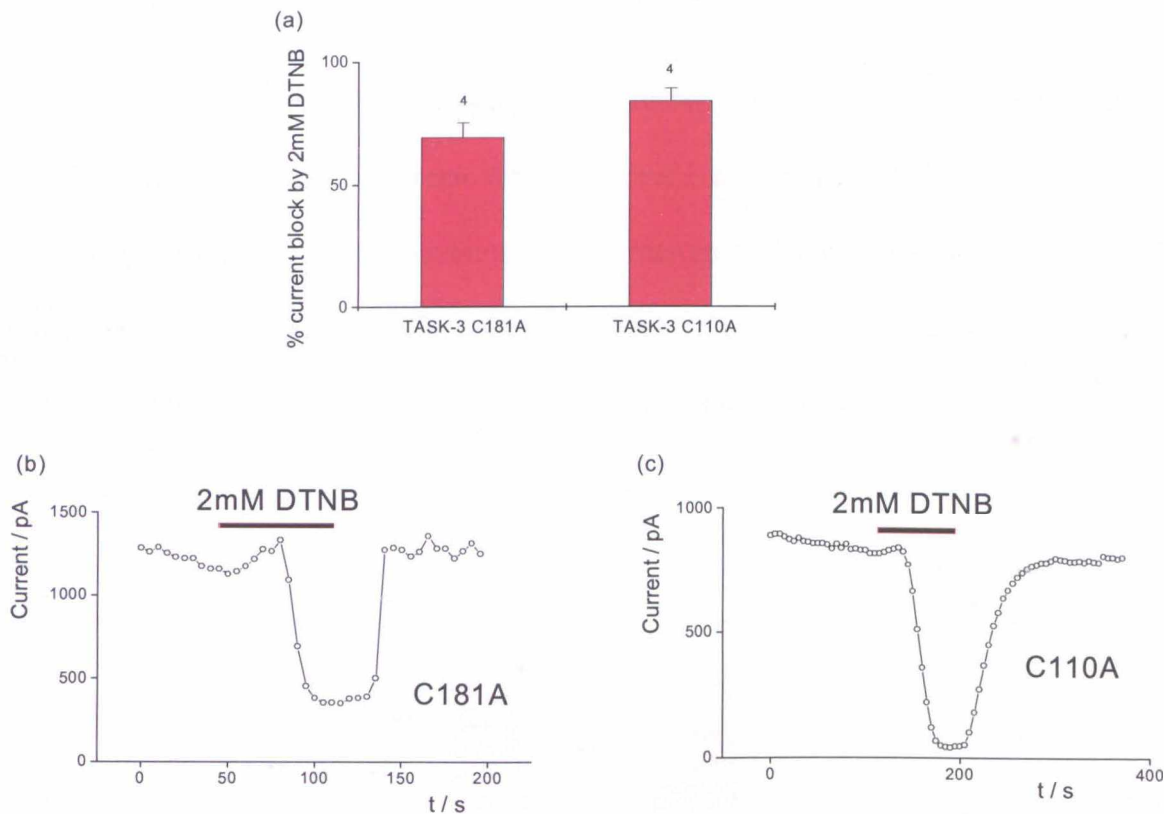 (a)
% current block by 2mM DTNB
100
50
0
4
4
TASK-3 C181A
TASK-3 C110A
(b)
2mM DTNB
Current / pA
1500
1000
500
0
C181A
0
50
100
150
200
t / s
(c)
2mM DTNB
Current / pA
1000
500
0
C110A
0
200
400
t / s